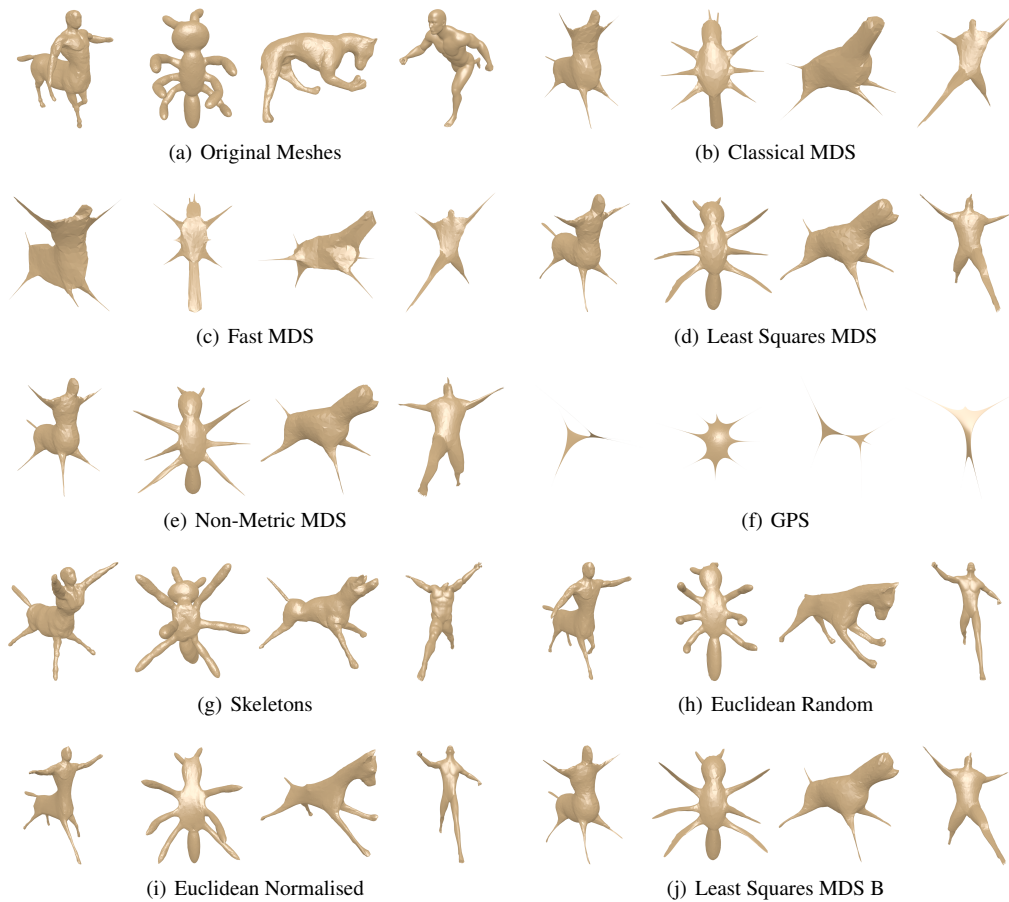 (a) Original Meshes
(b) Classical MDS
(c) Fast MDS
(d) Least Squares MDS
(e) Non-Metric MDS
(f) GPS
(g) Skeletons
(h) Euclidean Random
(i) Euclidean Normalised
(j) Least Squares MDS B